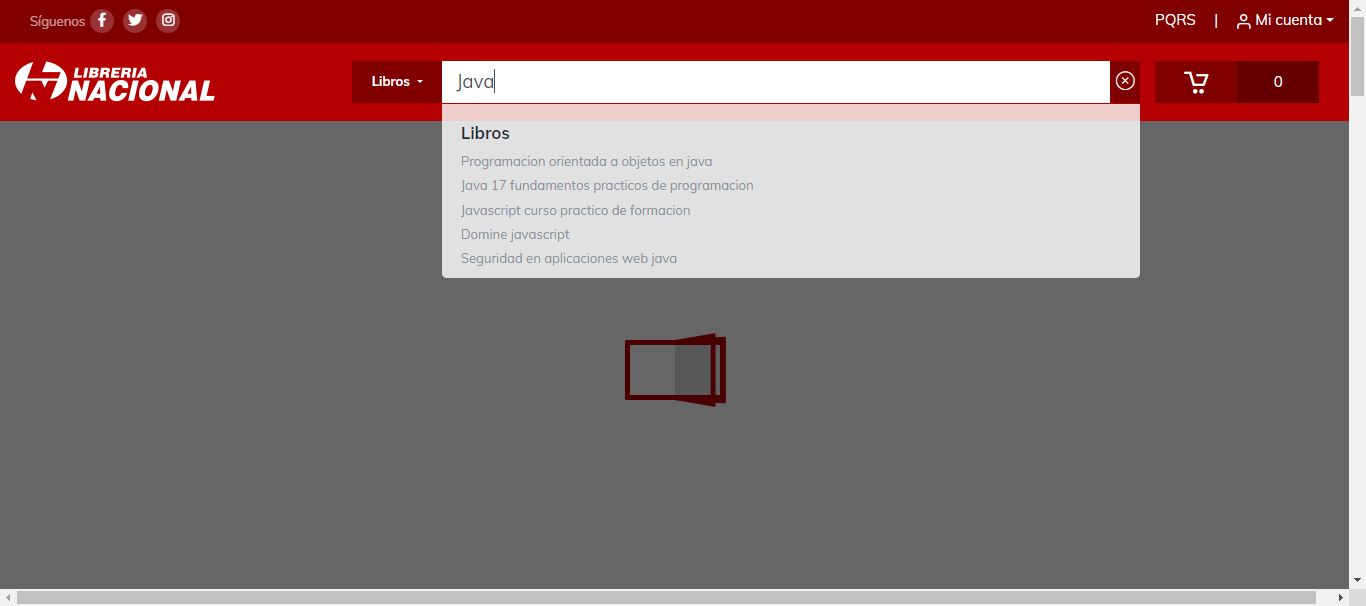 Síguenos
PQRS | Mi cuenta
LIBRERIA
NACIONAL
Libros
Java
0
Libros
Programacion orientada a objetos en java
Java 17 fundamentos practicos de programacion
Javascript curso practico de formacion
Domine javascript
Seguridad en aplicaciones web java